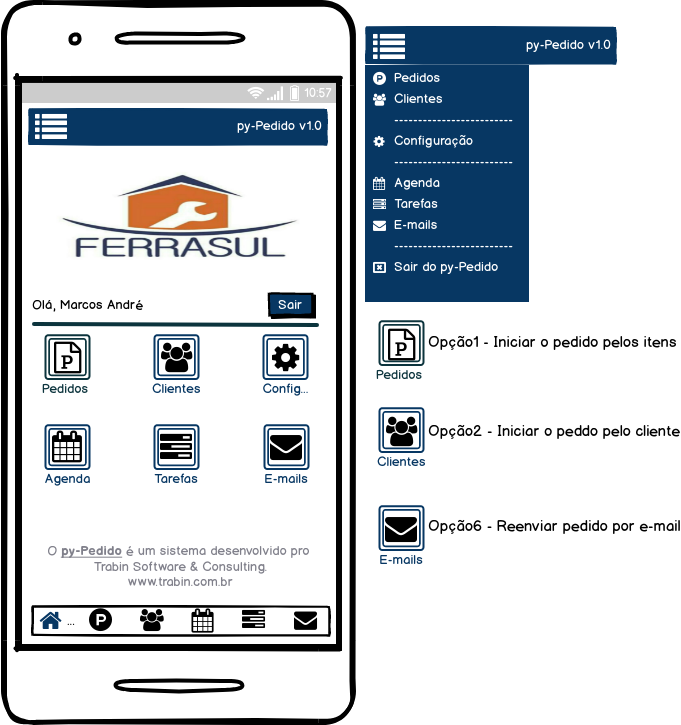 10:57
py-Pedido v1.0
FERRASUL
Olá, Marcos André
Sair
Pedidos
Clientes
Config...
Agenda
Tarefas
E-mails
O py-Pedido é um sistema desenvolvido pro
Trabin Software & Consulting.
www.trabin.com.br
...
py-Pedido v1.0
Pedidos
Clientes
-------------------------
Configuração
-------------------------
Agenda
Tarefas
E-mails
-------------------------
Sair do py-Pedido
Opção1 - Iniciar o pedido pelos itens
Pedidos
Opção2 - Iniciar o peddo pelo cliente
Clientes
Opção6 - Reenviar pedido por e-mail
E-mails